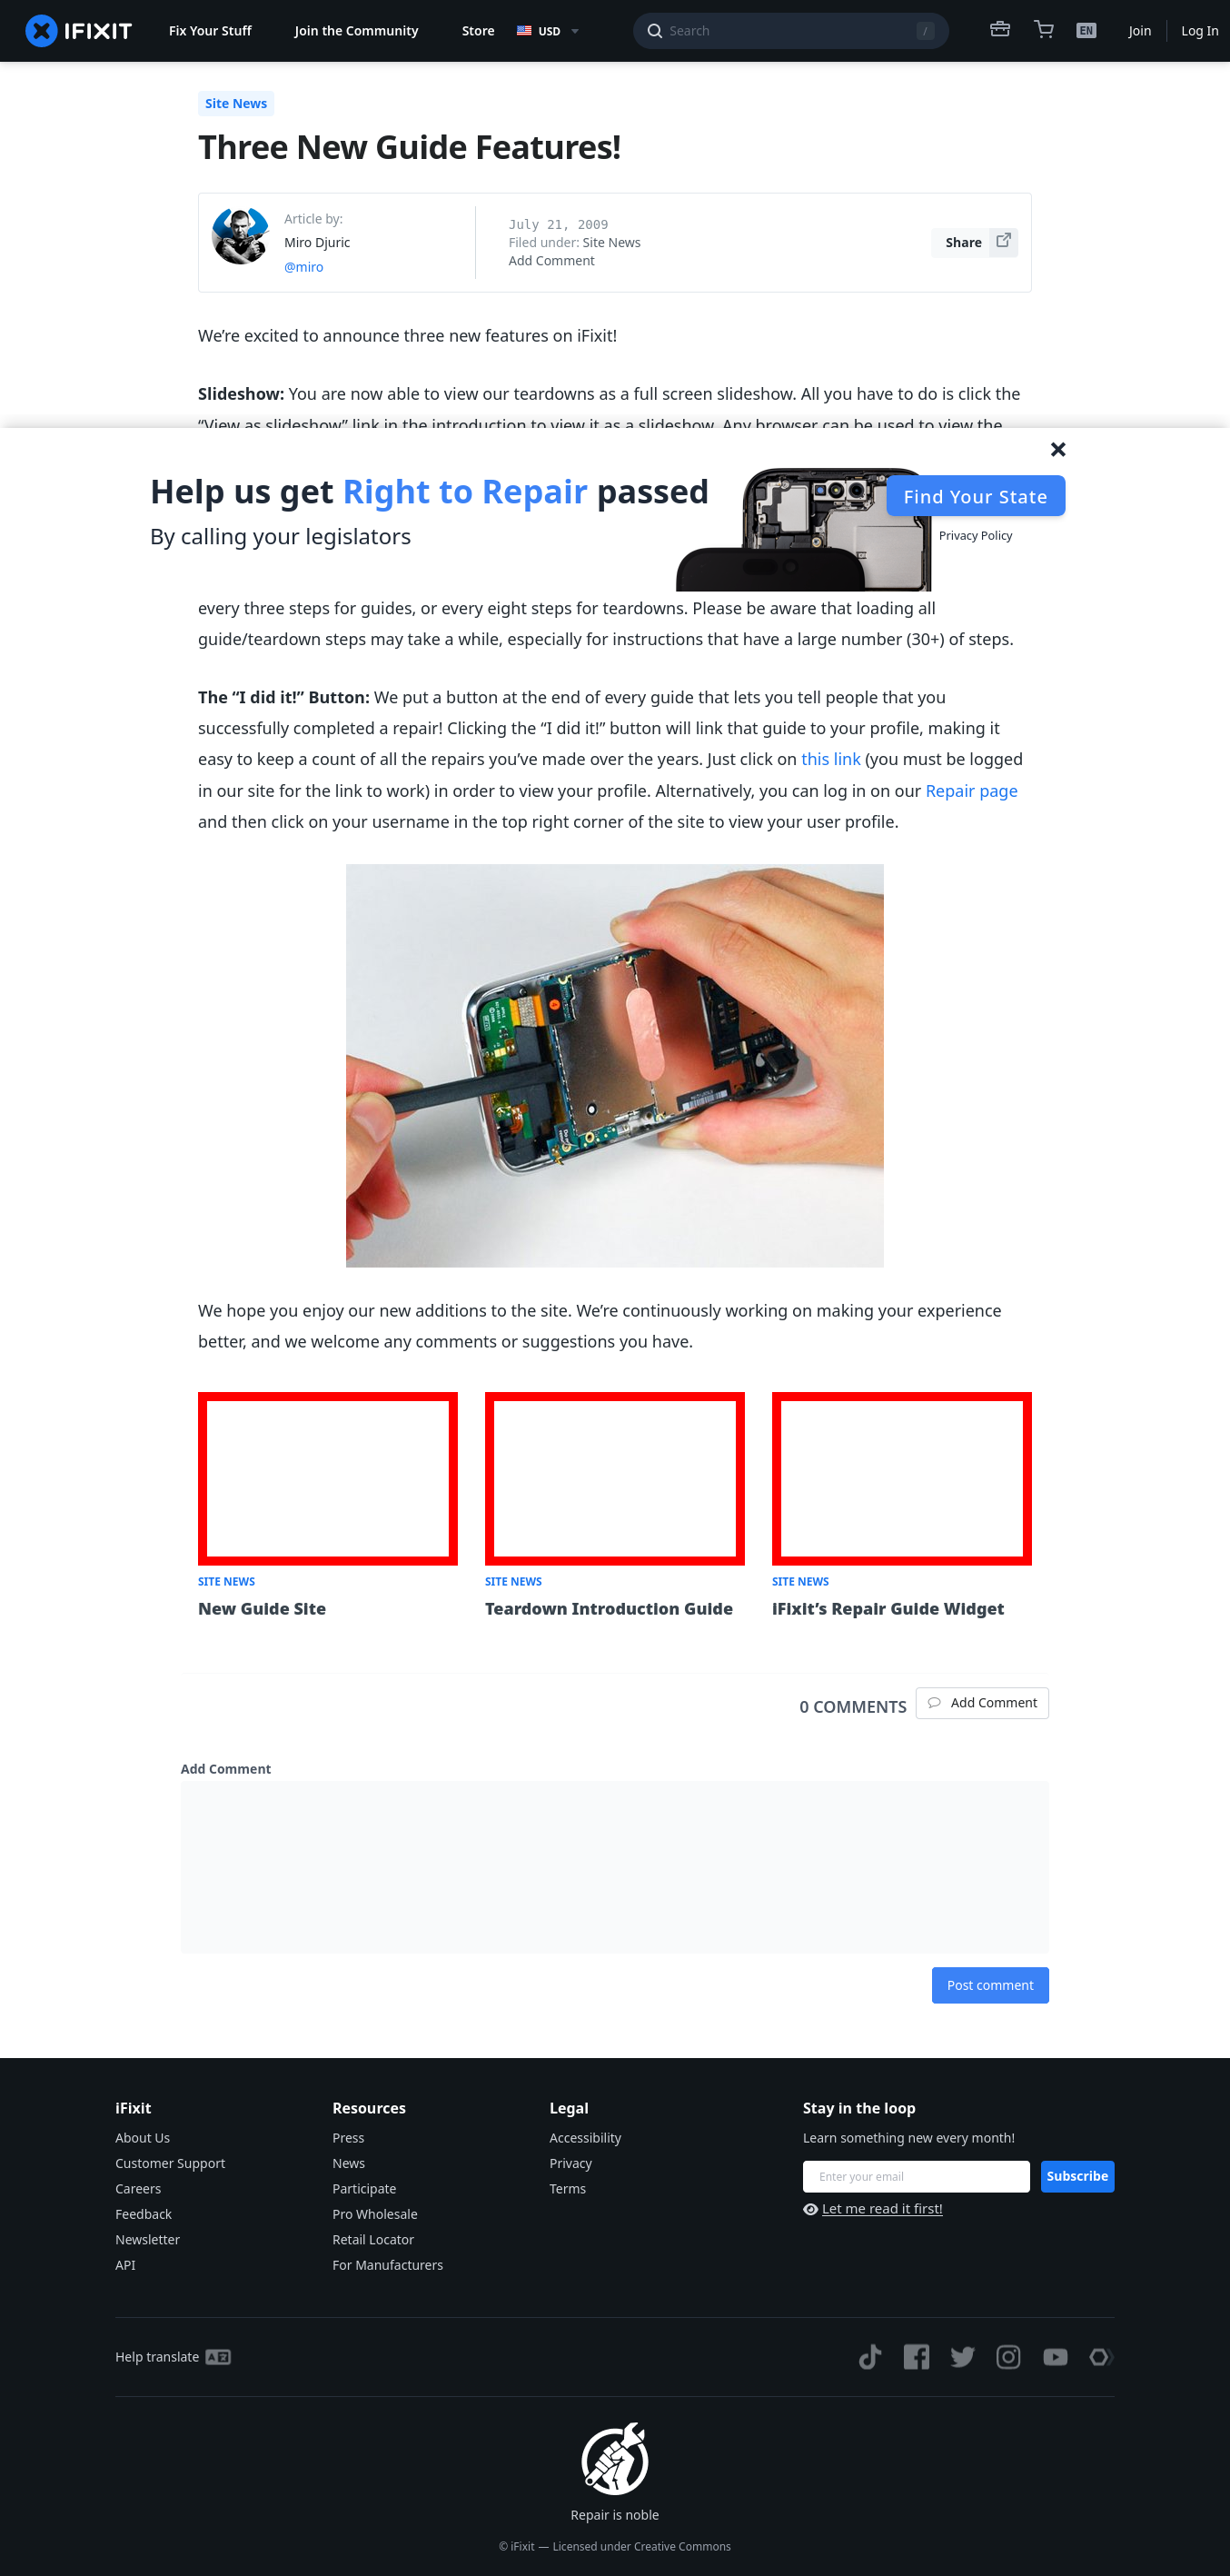 IFIXIT
Fix Your Stuff
Join the Community
Store
USD
Search
/
EN
Join
Log In
Site News
Three New Guide Features!
Article by:
Miro Djuric
@miro
July 21, 2009
Filed under: Site News
Add Comment
Share
We’re excited to announce three new features on iFixit!
Slideshow: You are now able to view our teardowns as a full screen slideshow. All you have to do is click the
“View as slideshow” link in the introduction to view it as a slideshow. Any browser can be used to view the
Help us get Right to Repair passed
By calling your legislators
Find Your State
Privacy Policy
every three steps for guides, or every eight steps for teardowns. Please be aware that loading all
guide/teardown steps may take a while, especially for instructions that have a large number (30+) of steps.
The “I did it!” Button: We put a button at the end of every guide that lets you tell people that you
successfully completed a repair! Clicking the “I did it!” button will link that guide to your profile, making it
easy to keep a count of all the repairs you’ve made over the years. Just click on this link (you must be logged
in our site for the link to work) in order to view your profile. Alternatively, you can log in on our Repair page
and then click on your username in the top right corner of the site to view your user profile.
We hope you enjoy our new additions to the site. We’re continuously working on making your experience
better, and we welcome any comments or suggestions you have.
SITE NEWS
New Guide Site
SITE NEWS
Teardown Introduction Guide
SITE NEWS
iFixit’s Repair Guide Widget
0 COMMENTS
Add Comment
Add Comment
Post comment
iFixit
About Us
Customer Support
Careers
Feedback
Newsletter
API
Resources
Press
News
Participate
Pro Wholesale
Retail Locator
For Manufacturers
Legal
Accessibility
Privacy
Terms
Stay in the loop
Learn something new every month!
Enter your email
Subscribe
Let me read it first!
Help translate
Repair is noble
© iFixit — Licensed under Creative Commons